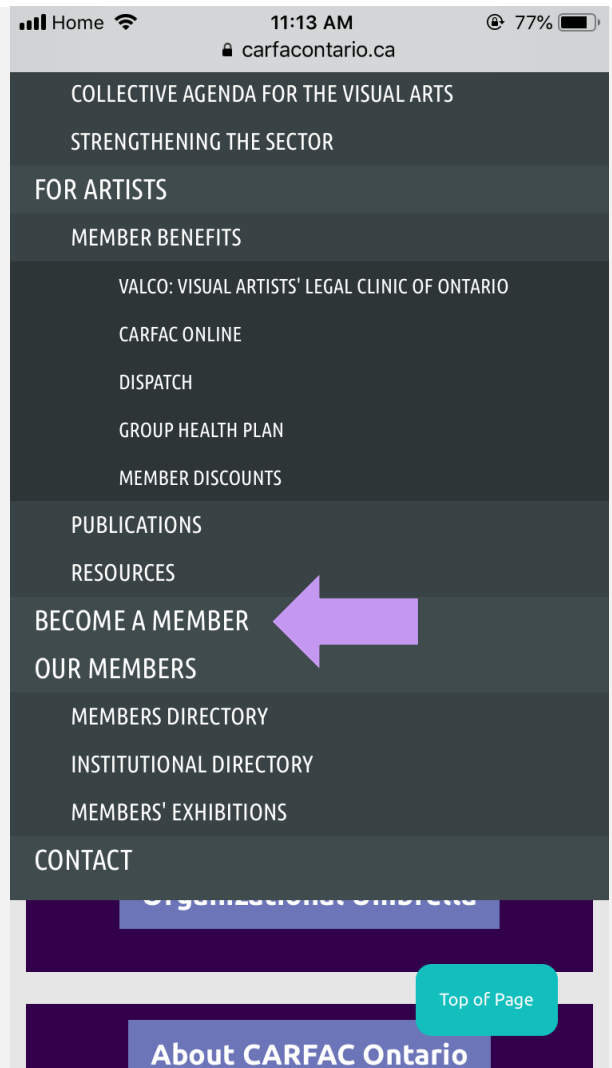 Home 11:13 AM 77%
carfacontario.ca
COLLECTIVE AGENDA FOR THE VISUAL ARTS
STRENGTHENING THE SECTOR
FOR ARTISTS
MEMBER BENEFITS
VALCO: VISUAL ARTISTS' LEGAL CLINIC OF ONTARIO
CARFAC ONLINE
DISPATCH
GROUP HEALTH PLAN
MEMBER DISCOUNTS
PUBLICATIONS
RESOURCES
BECOME A MEMBER
OUR MEMBERS
MEMBERS DIRECTORY
INSTITUTIONAL DIRECTORY
MEMBERS' EXHIBITIONS
CONTACT
Organizational Umbrella
Top of Page
About CARFAC Ontario